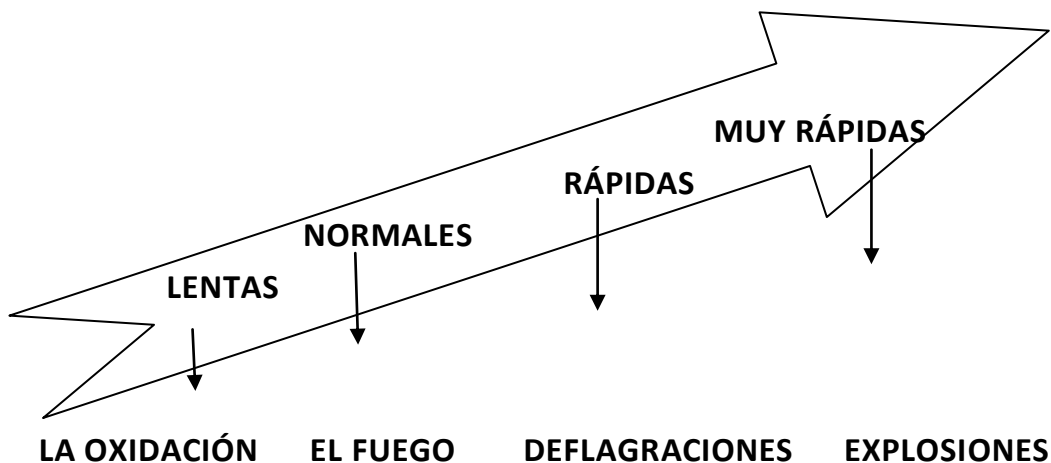 MUY RÁPIDAS
RÁPIDAS
NORMALES
LENTAS
LA OXIDACIÓN EL FUEGO DEFLAGRACIONES EXPLOSIONES